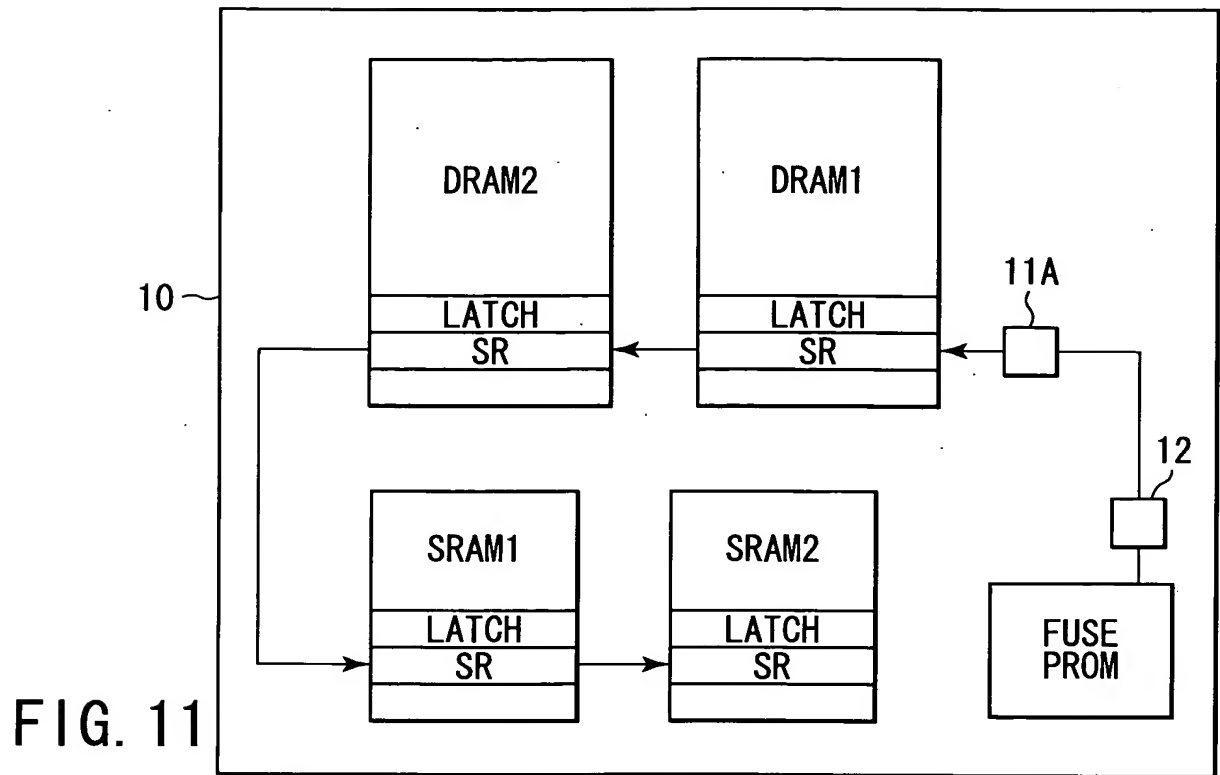 DRAM2
DRAM1
10
11A
LATCH
LATCH
SR
SR
12
SRAM1
SRAM2
FUSE
PROM
LATCH
LATCH
SR
SR
FIG. 11